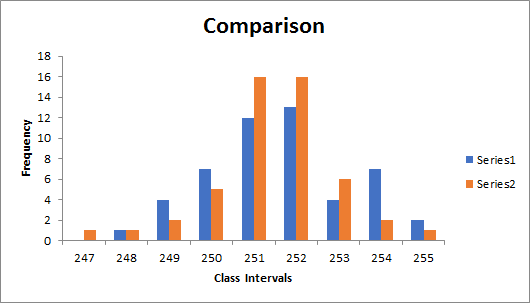 Comparison
18
16
14
12
10
8
6
4
2
0
Frequency
247 248 249 250 251 252 253 254 255
Class Intervals
Series1
Series2